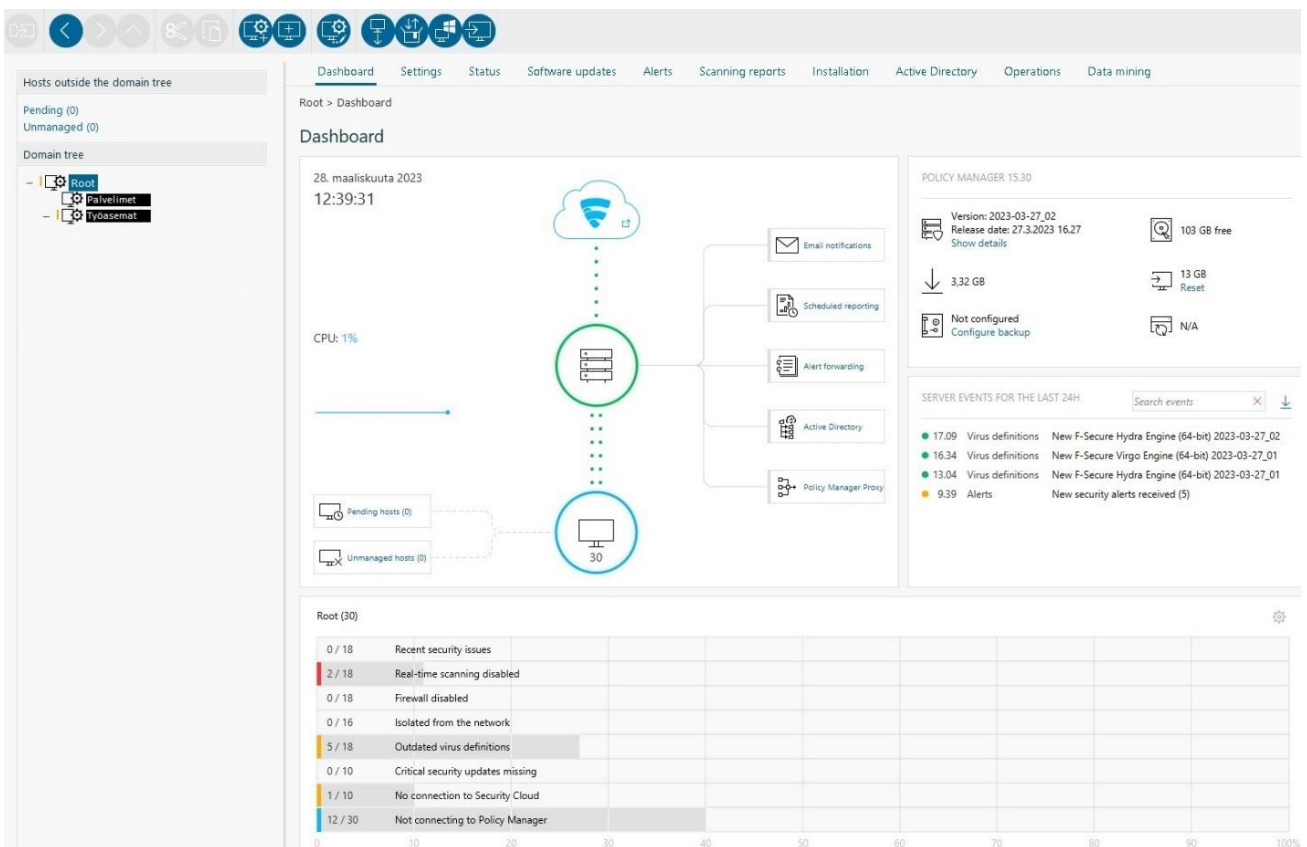 Dashboard Settings Status Software updates Alerts Scanning reports Installation Active Directory Operations Data mining
Hosts outside the domain tree
Pending (0)
Unmanaged (0)
Domain tree
Root
Palvelimet
Työasemat
Root > Dashboard
Dashboard
28. maaliskuuta 2023
12:39:31
CPU: 1%
Email notifications
Scheduled reporting
Alert forwarding
Active Directory
Policy Manager Proxy
Pending hosts (0)
Unmanaged hosts (0)
30
POLICY MANAGER 15.30
Version: 2023-03-27_02
Release date: 27.3.2023 16.27
Show details
103 GB free
3,32 GB
13 GB
Reset
Not configured
Configure backup
N/A
SERVER EVENTS FOR THE LAST 24H
Search events
17.09 Virus definitions New F-Secure Hydra Engine (64-bit) 2023-03-27_02
16.34 Virus definitions New F-Secure Virgo Engine (64-bit) 2023-03-27_01
13.04 Virus definitions New F-Secure Hydra Engine (64-bit) 2023-03-27_01
9.39 Alerts New security alerts received (5)
Root (30)
0 / 18 Recent security issues
2 / 18 Real-time scanning disabled
0 / 18 Firewall disabled
0 / 16 Isolated from the network
5 / 18 Outdated virus definitions
0 / 10 Critical security updates missing
1 / 10 No connection to Security Cloud
12 / 30 Not connecting to Policy Manager
0 10 20 30 40 50 60 70 80 90 100%